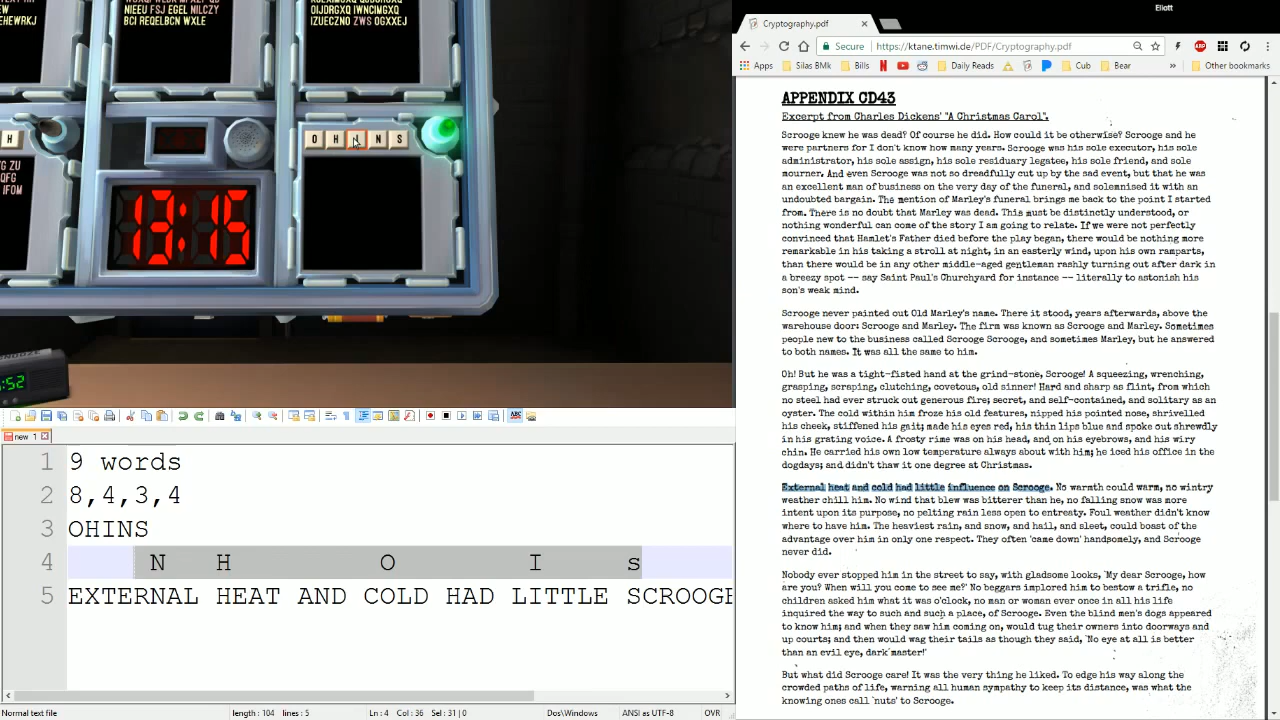 Eliott
Cryptography.pdf
Secure
https://ktane.timwi.de/PDF/Cryptography.pdf
Apps
Silas BMk
Bills
Daily Reads
Cub
Bear
Other bookmarks
NIEEU FSJ EGEL NILCZY
BCI REQELBCN WXLE
OIJDRGXQ IWNCIMGXQ
IZUECZNO ZWS OGXXEJ
H
O H I N S
IFOM
13:15
:52
new 1
1 9 words
2 8,4,3,4
3 OHINS
4 N H O I s
5 EXTERNAL HEAT AND COLD HAD LITTLE SCROOGE
Normal text file
length : 104 lines : 5
Ln : 4 Col : 36 Sel : 31 | 0
Dos\Windows
ANSI as UTF-8
OVR
APPENDIX CD43
Excerpt from Charles Dickens' "A Christmas Carol".
Scrooge knew he was dead? Of course he did. How could it be otherwise? Scrooge and he
were partners for I don't know how many years. Scrooge was his sole executor, his sole
administrator, his sole assign, his sole residuary legatee, his sole friend, and sole
mourner. And even Scrooge was not so dreadfully cut up by the sad event, but that he was
an excellent man of business on the very day of the funeral, and solemnised it with an
undoubted bargain. The mention of Marley's funeral brings me back to the point I started
from. There is no doubt that Marley was dead. This must be distinctly understood, or
nothing wonderful can come of the story I am going to relate. If we were not perfectly
convinced that Hamlet's Father died before the play began, there would be nothing more
remarkable in his taking a stroll at night, in an easterly wind, upon his own ramparts,
than there would be in any other middle-aged gentleman rashly turning out after dark in
a breezy spot -- say Saint Paul's Churchyard for instance -- literally to astonish his
son's weak mind.
Scrooge never painted out Old Marley's name. There it stood, years afterwards, above the
warehouse door: Scrooge and Marley. The firm was known as Scrooge and Marley. Sometimes
people new to the business called Scrooge Scrooge, and sometimes Marley, but he answered
to both names. It was all the same to him.
Oh! But he was a tight-fisted hand at the grind-stone, Scrooge! A squeezing, wrenching,
grasping, scraping, clutching, covetous, old sinner! Hard and sharp as flint, from which
no steel had ever struck out generous fire; secret, and self-contained, and solitary as an
oyster. The cold within him froze his old features, nipped his pointed nose, shrivelled
his cheek, stiffened his gait; made his eyes red, his thin lips blue and spoke out shrewdly
in his grating voice. A frosty rime was on his head, and on his eyebrows, and his wiry
chin. He carried his own low temperature always about with him; he iced his office in the
dogdays; and didn't thaw it one degree at Christmas.
External heat and cold had little influence on Scrooge. No warmth could warm, no wintry
weather chill him. No wind that blew was bitterer than he, no falling snow was more
intent upon its purpose, no pelting rain less open to entreaty. Foul weather didn't know
where to have him. The heaviest rain, and snow, and hail, and sleet, could boast of the
advantage over him in only one respect. They often 'came down' handsomely, and Scrooge
never did.
Nobody ever stopped him in the street to say, with gladsome looks, 'My dear Scrooge, how
are you? When will you come to see me?' No beggars implored him to bestow a trifle, no
children asked him what it was o'clock, no man or woman ever once in all his life
inquired the way to such and such a place, of Scrooge. Even the blind men's dogs appeared
to know him; and when they saw him coming on, would tug their owners into doorways and
up courts; and then would wag their tails as though they said, 'No eye at all is better
than an evil eye, dark master!'
But what did Scrooge care! It was the very thing he liked. To edge his way along the
crowded paths of life, warning all human sympathy to keep its distance, was what the
knowing ones call 'nuts' to Scrooge.